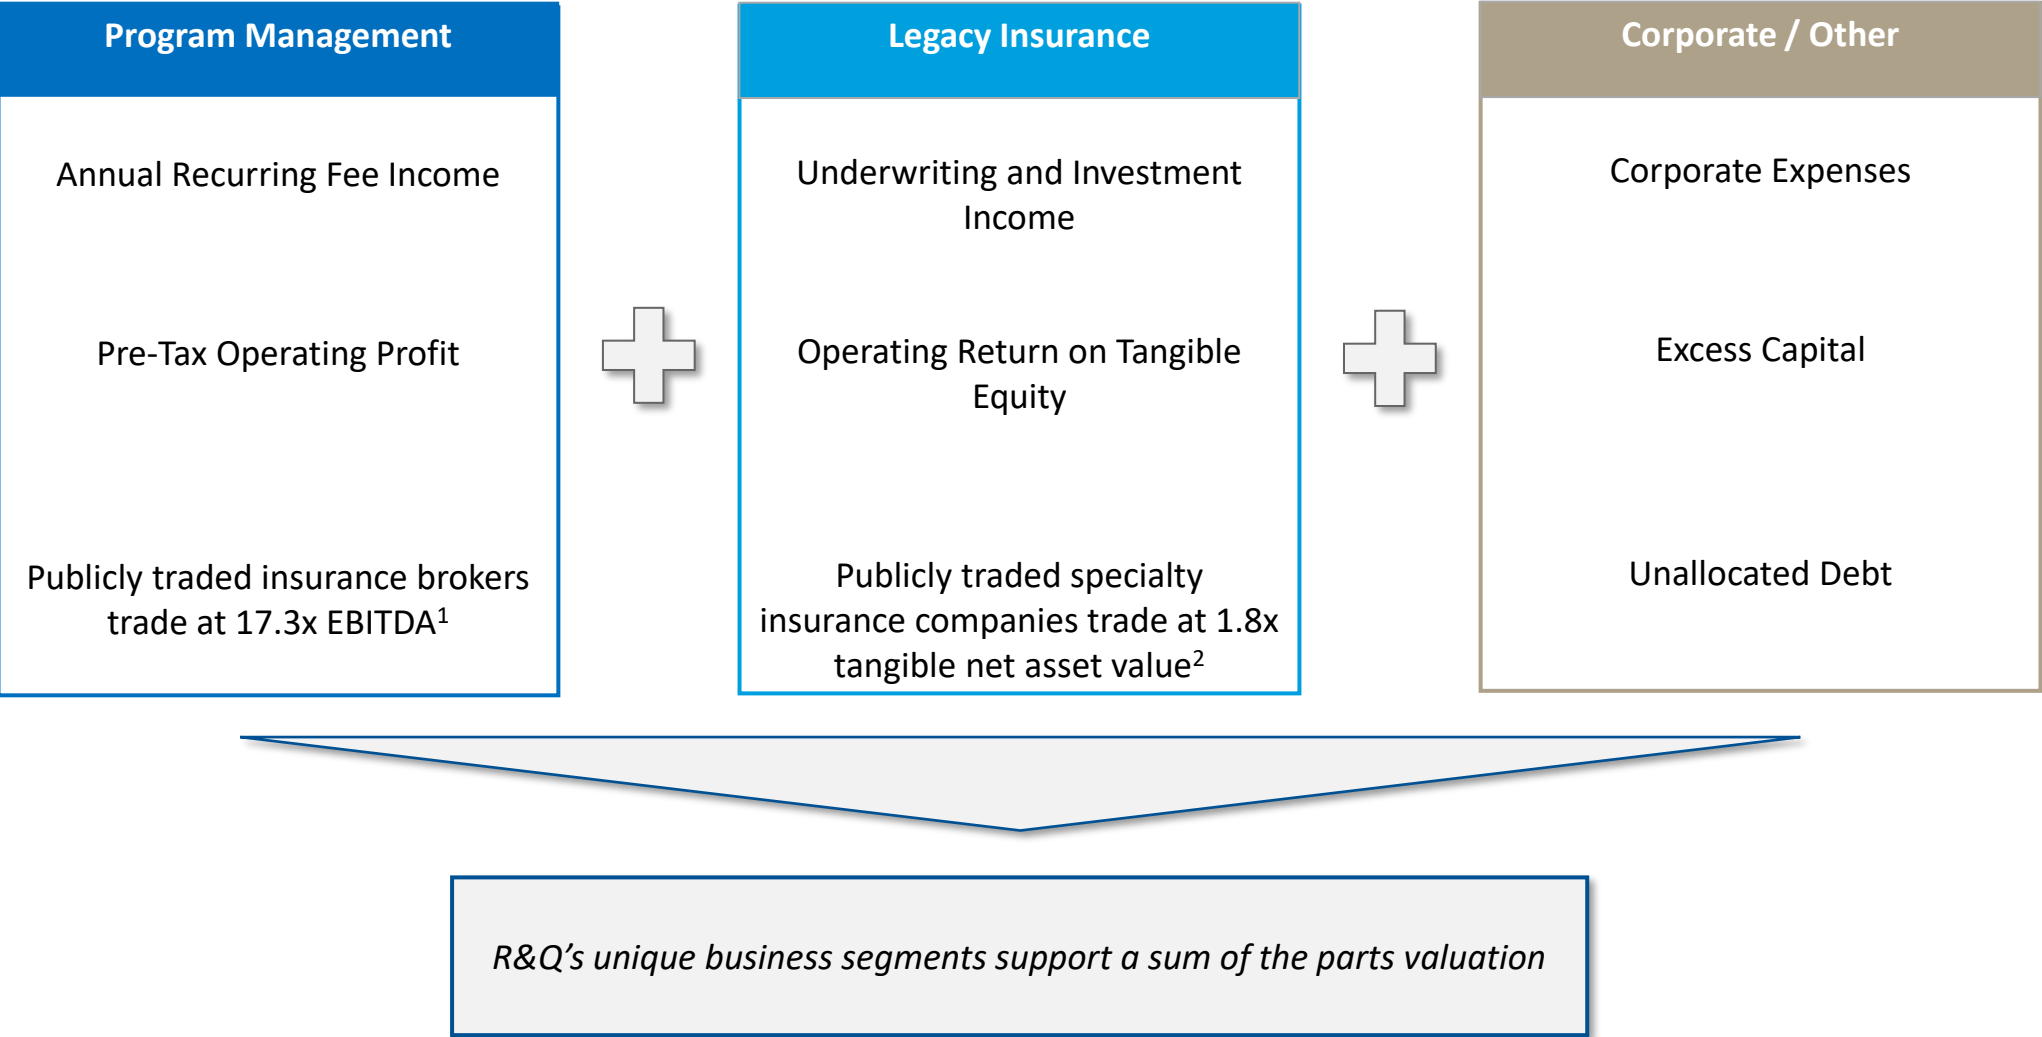 Program Management
Annual Recurring Fee Income
Pre-Tax Operating Profit
Publicly traded insurance brokers
trade at 17.3x EBITDA¹
Legacy Insurance
Underwriting and Investment
Income
Operating Return on Tangible
Equity
Publicly traded specialty
insurance companies trade at 1.8x
tangible net asset value²
Corporate / Other
Corporate Expenses
Excess Capital
Unallocated Debt
R&Q’s unique business segments support a sum of the parts valuation